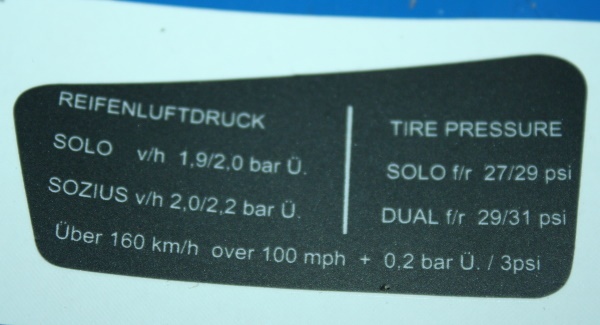 REIFENLUFTDRUCK
SOLO v/h 1,9/2,0 bar Ü.
SOZIUS v/h 2,0/2,2 bar Ü.
TIRE PRESSURE
SOLO f/r 27/29 psi
DUAL f/r 29/31 psi
Über 160 km/h over 100 mph + 0,2 bar Ü. / 3psi